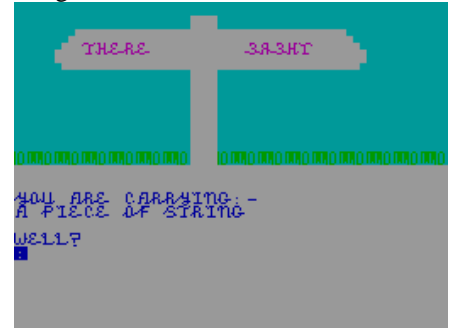 THERE ƎЯƎHT
YOU ARE CARRYING:-
A PIECE OF STRING
WELL?
: